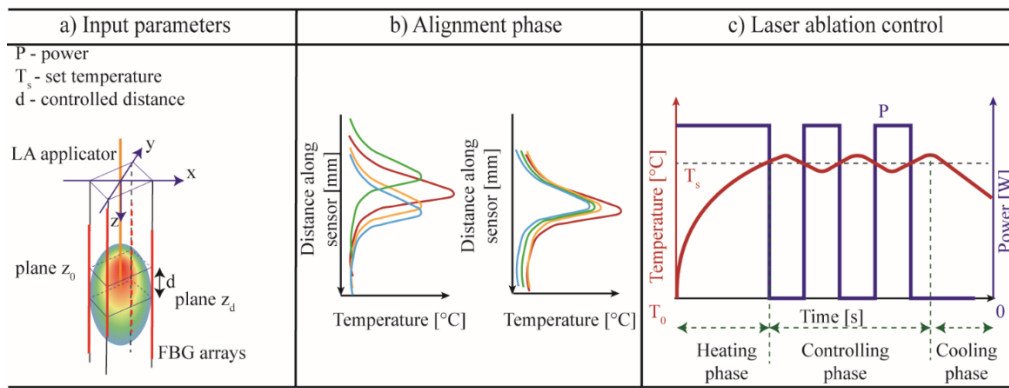 a) Input parameters
P - power
Ts - set temperature
d - controlled distance
LA applicator
y
x
z
plane z0
d
plane zd
FBG arrays
b) Alignment phase
Distance along
sensor [mm]
Temperature [°C]
Distance along
sensor [mm]
Temperature [°C]
c) Laser ablation control
P
Ts
Temperature [°C]
Power [W]
T0
Time [s]
0
Heating
phase
Controlling
phase
Cooling
phase